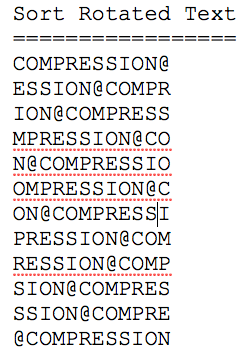 Sort Rotated Text
=================
COMPRESSION@
ESSION@COMPR
ION@COMPRESS
MPRESSION@CO
N@COMPRESSIO
OMPRESSION@C
ON@COMPRESSI
PRESSION@COM
RESSION@COMP
SION@COMPRES
SSION@COMPRE
@COMPRESSION